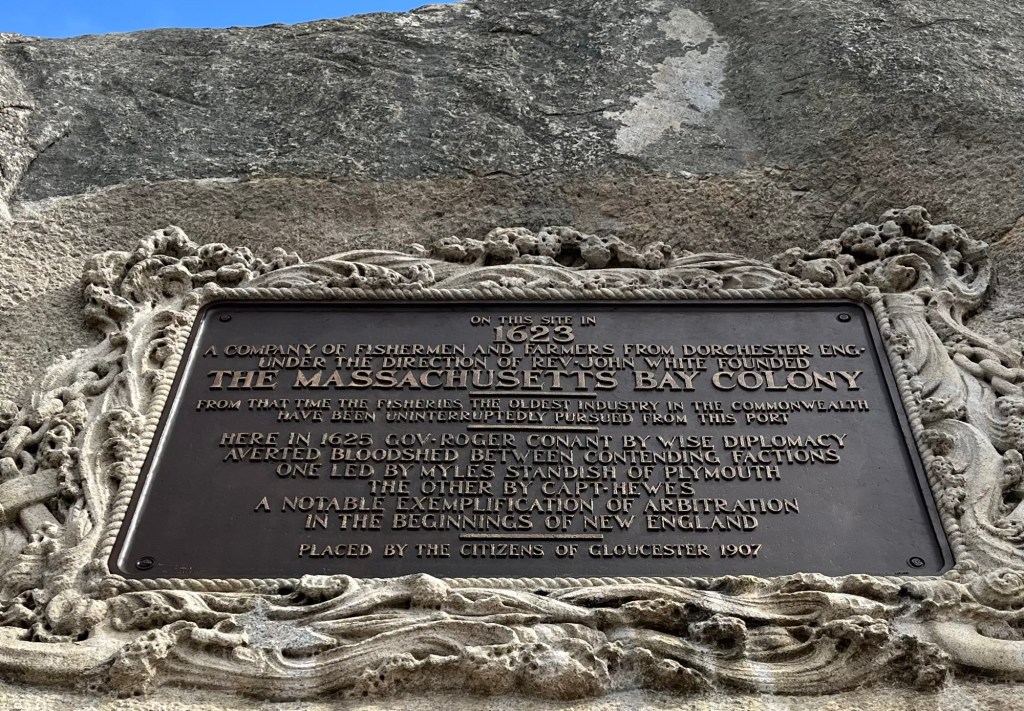 ON THIS SITE IN
1623
A COMPANY OF FISHERMEN AND FARMERS FROM DORCHESTER ENG·
UNDER THE DIRECTION OF REV·JOHN WHITE FOUNDED
THE MASSACHUSETTS BAY COLONY
FROM THAT TIME THE FISHERIES THE OLDEST INDUSTRY IN THE COMMONWEALTH
HAVE BEEN UNINTERRUPTEDLY PURSUED FROM THIS PORT
HERE IN 1625 GOV·ROGER CONANT BY WISE DIPLOMACY
AVERTED BLOODSHED BETWEEN CONTENDING FACTIONS
ONE LED BY MYLES STANDISH OF PLYMOUTH
THE OTHER BY CAPT·HEWES
A NOTABLE EXEMPLIFICATION OF ARBITRATION
IN THE BEGINNINGS OF NEW ENGLAND
PLACED BY THE CITIZENS OF GLOUCESTER 1907